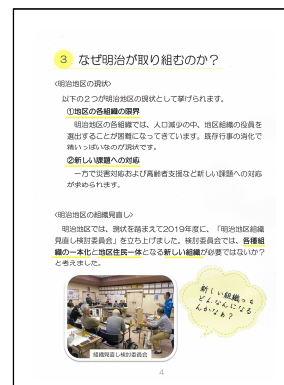 3 なぜ明治が取り組むのか？
〈明治地区の現状〉
以下の２つが明治地区の現状として挙げられます。
①地区の各組織の限界
明治地区の各組織では、人口減少の中、地区組織の役員を
選出することが困難になってきています。既存行事の消化で
精いっぱいなのが現状です。
②新しい課題への対応
一方で災害対応および高齢者支援など新しい課題への対応
が求められます。
〈明治地区の組織見直し〉
明治地区では、現状を踏まえて2019年度に、「明治地区組織
見直し検討委員会」を立ち上げました。検討委員会では、各種組
織の一本化と地区住民一体となる新しい組織が必要ではないか？
と考えました。
新しい組織って
どんなんになる
んかなぁ？
組織見直し検討委員会
4